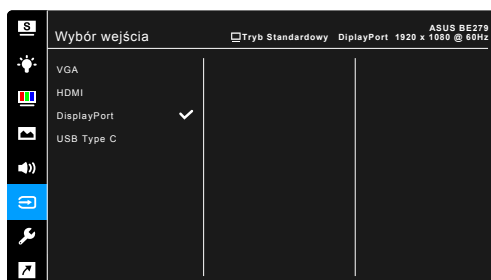 S
ASUS BE279
Wybór wejścia
Tryb Standardowy DiplayPort 1920 x 1080 @ 60Hz
VGA
HDMI
DisplayPort
USB Type C